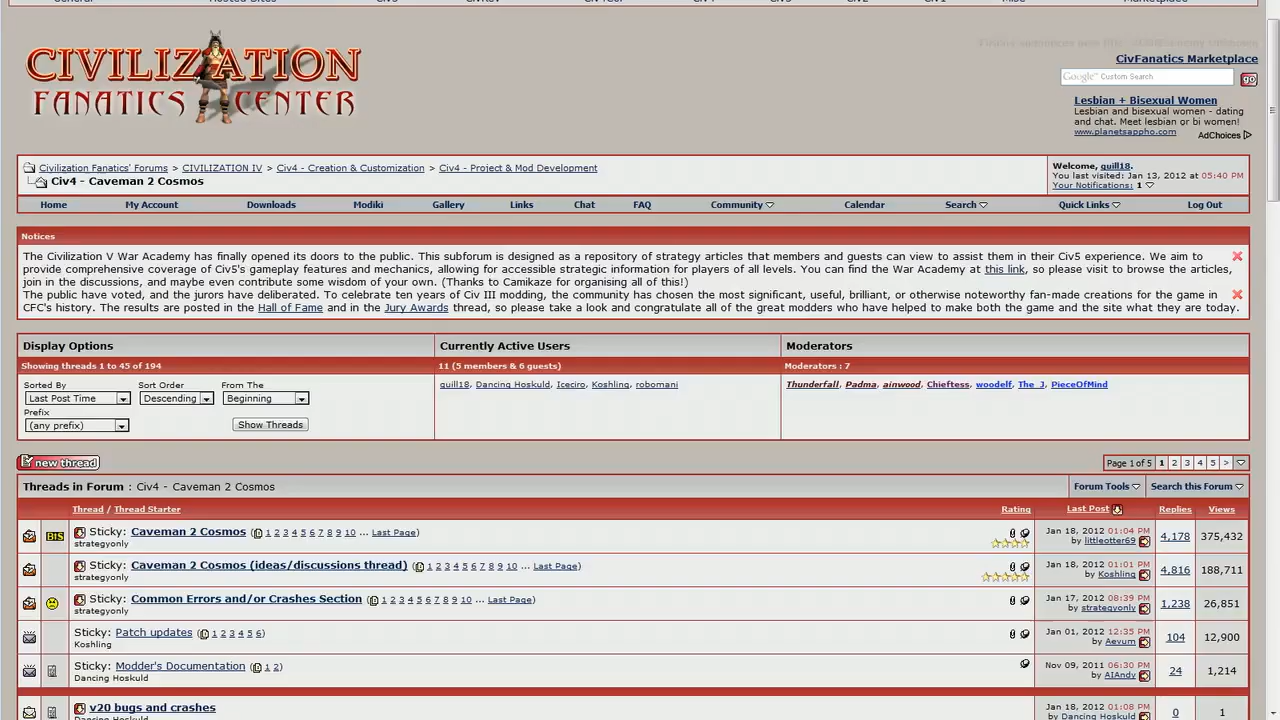 CIVILIZATION
FANATICS CENTER
CivFanatics Marketplace
Google™ Custom Search
go
Lesbian + Bisexual Women
Lesbian and bisexual women - dating
and chat. Meet lesbian or bi women!
www.planetsappho.com
AdChoices
Civilization Fanatics' Forums > CIVILIZATION IV > Civ4 - Creation & Customization > Civ4 - Project & Mod Development
Civ4 - Caveman 2 Cosmos
Welcome, quill18.
You last visited: Jan 13, 2012 at 05:40 PM
Your Notifications: 1
Home My Account Downloads Modiki Gallery Links Chat FAQ Community Calendar Search Quick Links Log Out
Notices
The Civilization V War Academy has finally opened its doors to the public. This subforum is designed as a repository of strategy articles that members and guests can view to assist them in their Civ5 experience. We aim to
provide comprehensive coverage of Civ5's gameplay features and mechanics, allowing for accessible strategic information for players of all levels. You can find the War Academy at this link, so please visit to browse the articles,
join in the discussions, and maybe even contribute some wisdom of your own. (Thanks to Camikaze for organising all of this!)
The public have voted, and the jurors have deliberated. To celebrate ten years of Civ III modding, the community has chosen the most significant, useful, brilliant, or otherwise noteworthy fan-made creations for the game in
CFC's history. The results are posted in the Hall of Fame and in the Jury Awards thread, so please take a look and congratulate all of the great modders who have helped to make both the game and the site what they are today.
Display Options Currently Active Users Moderators
Showing threads 1 to 45 of 194 11 (5 members & 6 guests) Moderators : 7
Sorted By Sort Order From The
quill18, Dancing Hoskuld, Iceciro, Koshling, robomani
Thunderfall, Padma, ainwood, Chieftess, woodelf, The_J, PieceOfMind
Last Post Time Descending Beginning
Prefix
(any prefix) Show Threads
new thread
Page 1 of 5 1 2 3 4 5 >
Threads in Forum : Civ4 - Caveman 2 Cosmos Forum Tools Search this Forum
Thread / Thread Starter Rating Last Post Replies Views
BtS Sticky: Caveman 2 Cosmos ( 1 2 3 4 5 6 7 8 9 10 ... Last Page)
strategyonly
Jan 18, 2012 01:04 PM
by littleotter69
4,178 375,432
Sticky: Caveman 2 Cosmos (ideas/discussions thread) ( 1 2 3 4 5 6 7 8 9 10 ... Last Page)
strategyonly
Jan 18, 2012 01:01 PM
by Koshling
4,816 188,711
Sticky: Common Errors and/or Crashes Section ( 1 2 3 4 5 6 7 8 9 10 ... Last Page)
strategyonly
Jan 17, 2012 08:39 PM
by strategyonly
1,238 26,851
Sticky: Patch updates ( 1 2 3 4 5 6)
Koshling
Jan 01, 2012 12:35 PM
by Aevum
104 12,900
Sticky: Modder's Documentation ( 1 2)
Dancing Hoskuld
Nov 09, 2011 06:30 PM
by AIAndy
24 1,214
v20 bugs and crashes
Dancing Hoskuld
Jan 18, 2012 01:08 PM
by Dancing Hoskuld
0 1